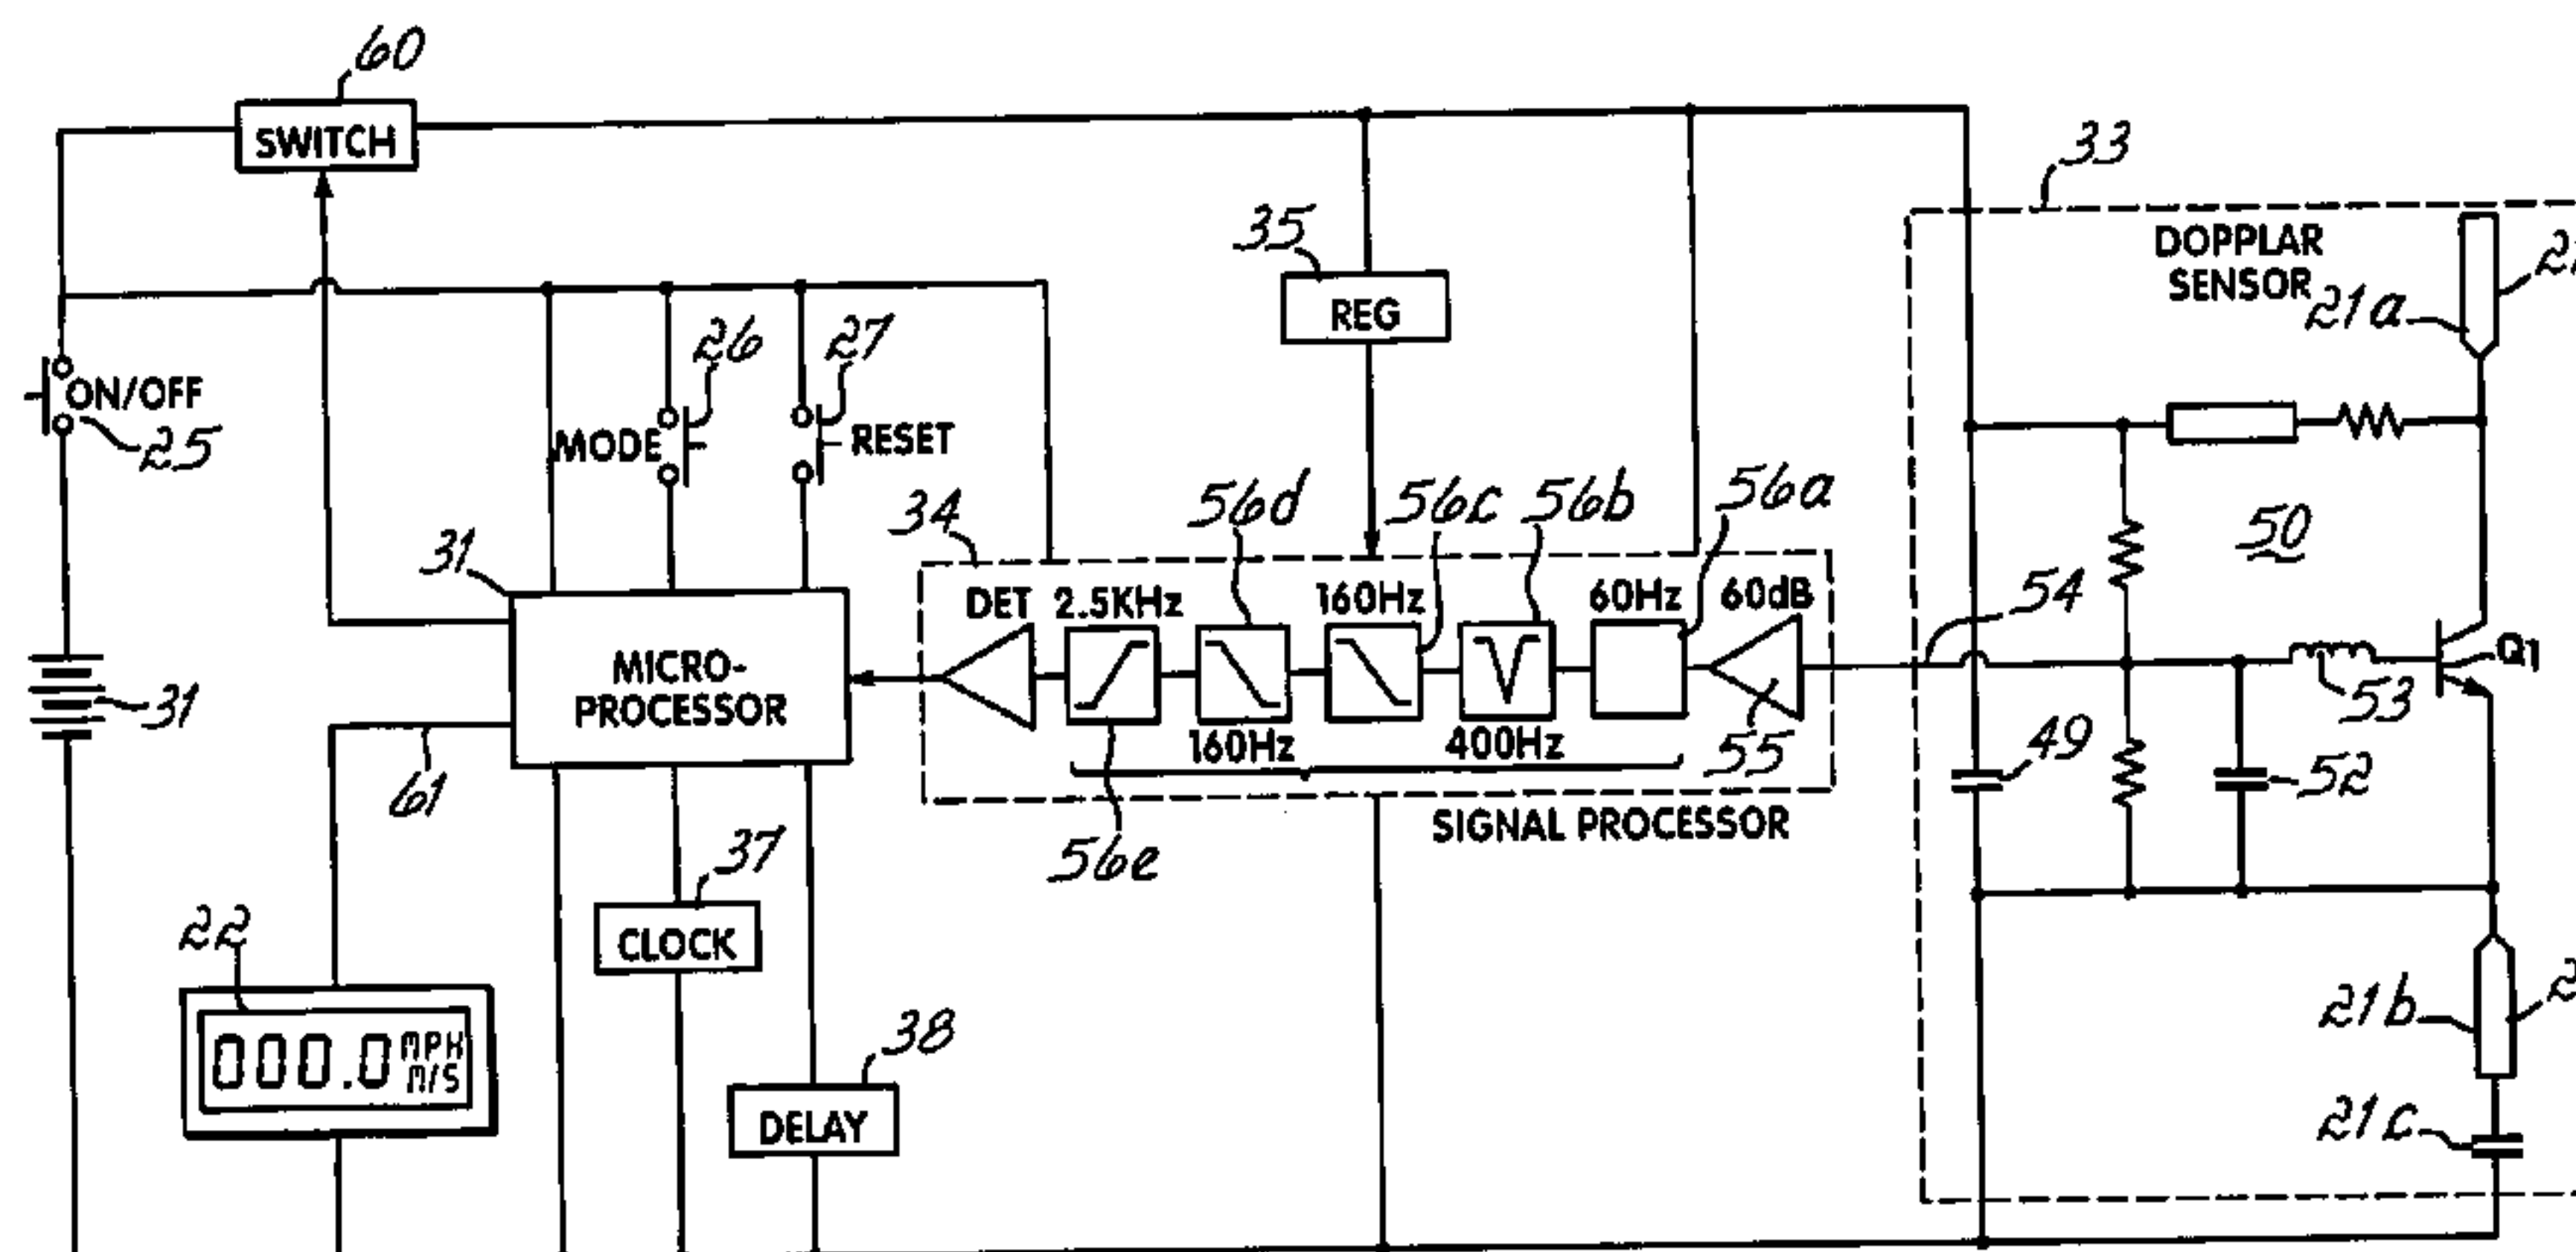 60
SWITCH
33
DOPPLAR
SENSOR
21a
35
REG
26
27
ON/OFF
25
MODE
RESET
50
34
56d
56c
56b
56a
31
DET
2.5KHz
160Hz
60Hz
60dB
54
MICRO-
PROCESSOR
Q1
53
31
160Hz
400Hz
55
49
52
61
SIGNAL PROCESSOR
56e
37
CLOCK
22
000.0 MPH
M/S
21b
38
DELAY
21c